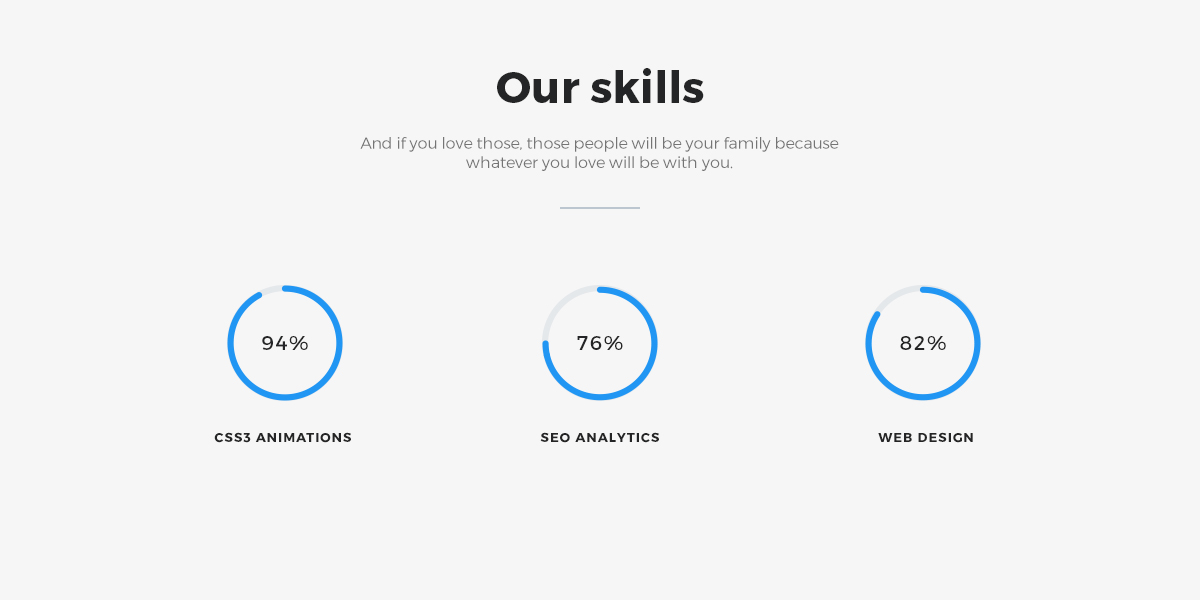 Our skills
And if you love those, those people will be your family because
whatever you love will be with you.
94%
76%
82%
CSS3 ANIMATIONS
SEO ANALYTICS
WEB DESIGN